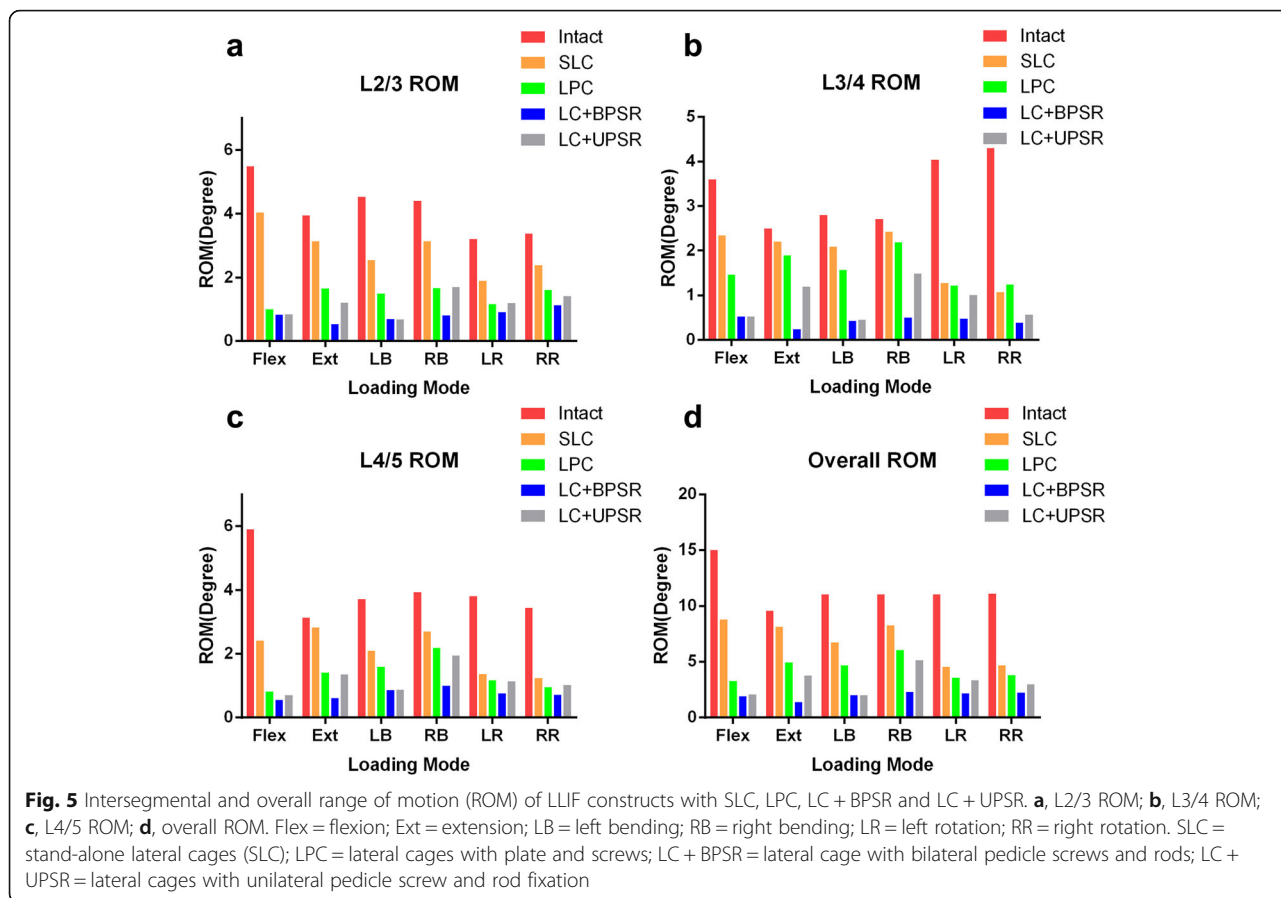 a
L2/3 ROM
Intact
SLC
LPC
LC+BPSR
LC+UPSR
ROM(Degree)
6
4
2
0
Flex Ext LB RB LR RR
Loading Mode
b
L3/4 ROM
Intact
SLC
LPC
LC+BPSR
LC+UPSR
ROM(Degree)
5
4
3
2
1
0
Flex Ext LB RB LR RR
Loading Mode
c
L4/5 ROM
Intact
SLC
LPC
LC+BPSR
LC+UPSR
ROM(Degree)
6
4
2
0
Flex Ext LB RB LR RR
Loading Mode
d
Overall ROM
Intact
SLC
LPC
LC+BPSR
LC+UPSR
ROM(Degree)
20
15
10
5
0
Flex Ext LB RB LR RR
Loading Mode
Fig. 5 Intersegmental and overall range of motion (ROM) of LLIF constructs with SLC, LPC, LC + BPSR and LC + UPSR. a, L2/3 ROM; b, L3/4 ROM;
c, L4/5 ROM; d, overall ROM. Flex = flexion; Ext = extension; LB = left bending; RB = right bending; LR = left rotation; RR = right rotation. SLC =
stand-alone lateral cages (SLC); LPC = lateral cages with plate and screws; LC + BPSR = lateral cage with bilateral pedicle screws and rods; LC +
UPSR = lateral cages with unilateral pedicle screw and rod fixation